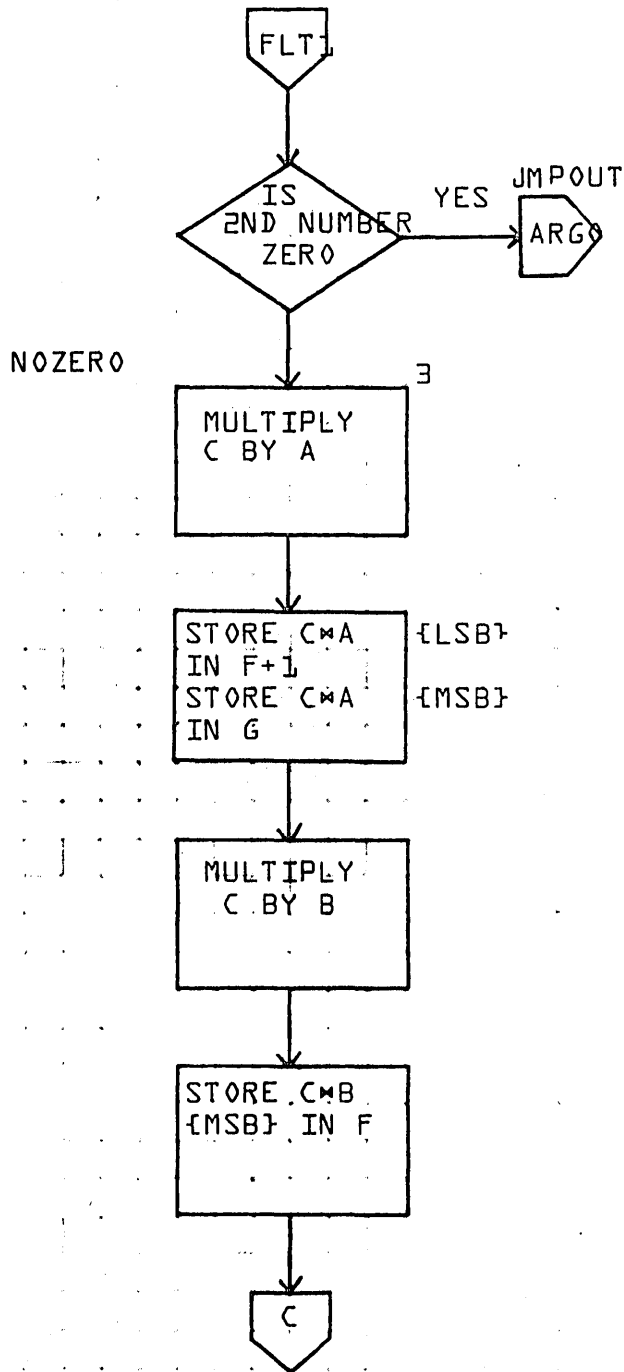 FLT1
IS
2ND NUMBER
ZERO
YES
JMPOUT
ARG0
NOZERO
3
MULTIPLY
C BY A
STORE C*A {LSB}
IN F+1
STORE C*A {MSB}
IN G
MULTIPLY
C BY B
STORE C*B
{MSB} IN F
C